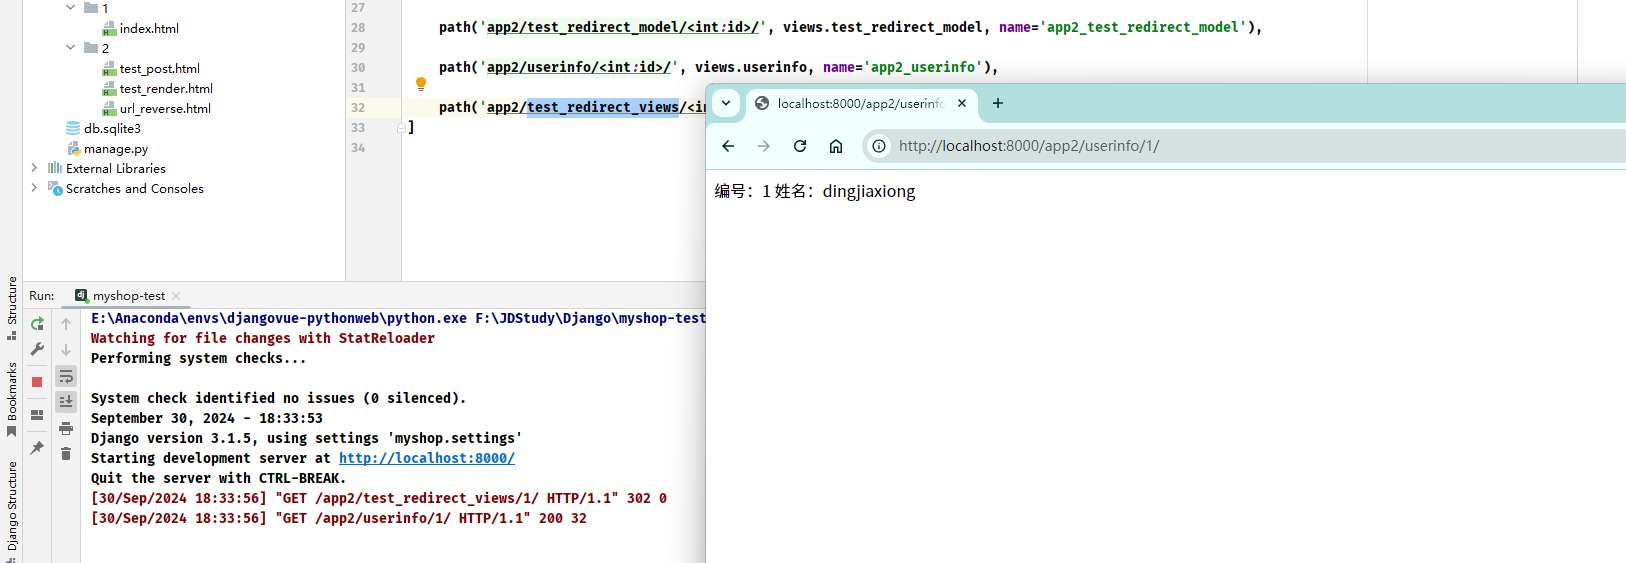 1
index.html
2
test_post.html
test_render.html
url_reverse.html
db.sqlite3
manage.py
External Libraries
Scratches and Consoles
27
28 path('app2/test_redirect_model/<int:id>/', views.test_redirect_model, name='app2_test_redirect_model'),
29
30 path('app2/userinfo/<int:id>/', views.userinfo, name='app2_userinfo'),
31
32 path('app2/test_redirect_views/<in
33 ]
34
localhost:8000/app2/userinfo
http://localhost:8000/app2/userinfo/1/
编号：1 姓名：dingjiaxiong
Structure
Bookmarks
Django Structure
Run: myshop-test
E:\Anaconda\envs\djangovue-pythonweb\python.exe F:\JDStudy\Django\myshop-test
Watching for file changes with StatReloader
Performing system checks...
System check identified no issues (0 silenced).
September 30, 2024 - 18:33:53
Django version 3.1.5, using settings 'myshop.settings'
Starting development server at http://localhost:8000/
Quit the server with CTRL-BREAK.
[30/Sep/2024 18:33:56] "GET /app2/test_redirect_views/1/ HTTP/1.1" 302 0
[30/Sep/2024 18:33:56] "GET /app2/userinfo/1/ HTTP/1.1" 200 32